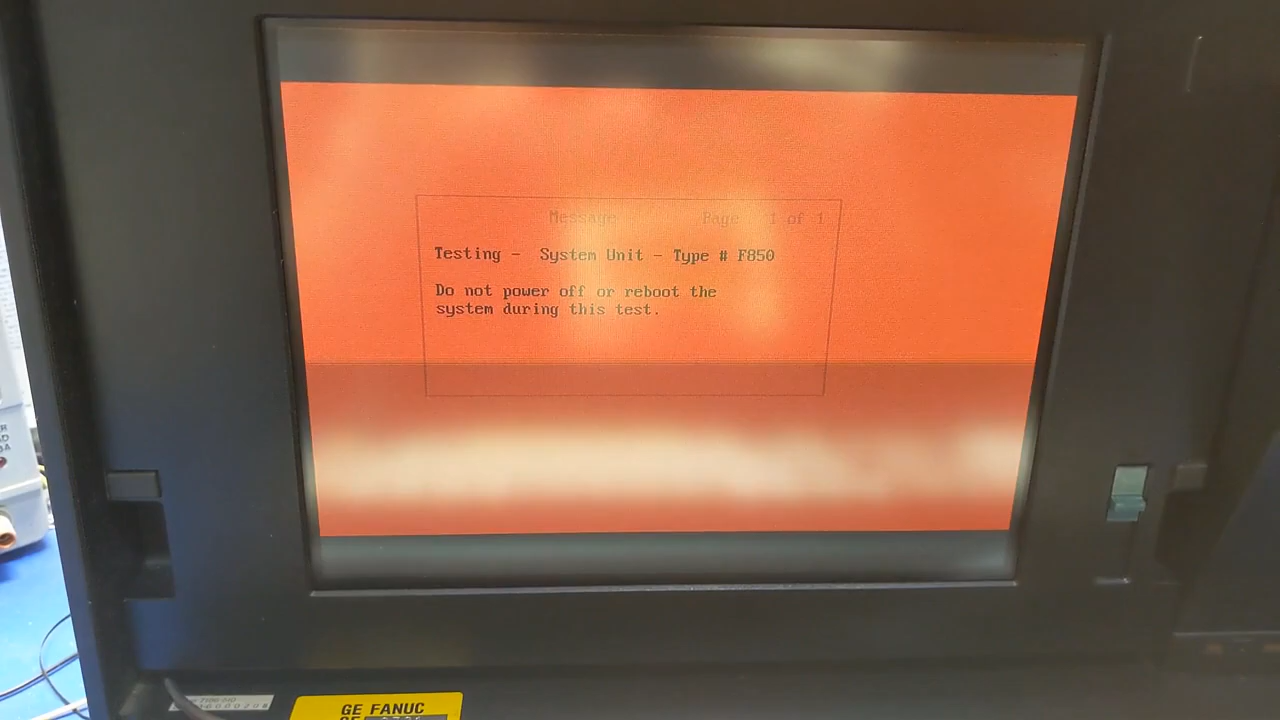 Message Page 1 of 1
Testing - System Unit - Type # F850
Do not power off or reboot the
system during this test.
GE FANUC